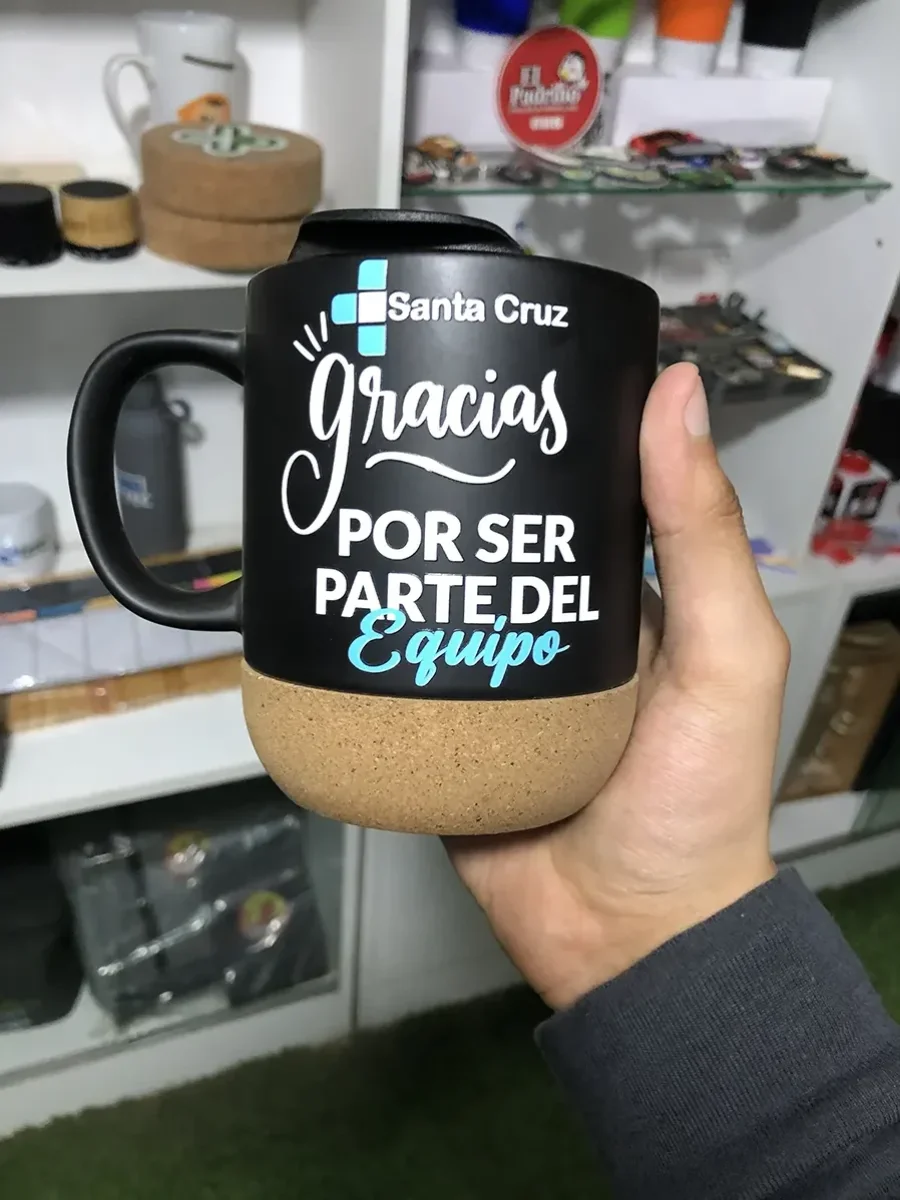 Santa Cruz
gracias
POR SER
PARTE DEL
Equipo
El
Padrino